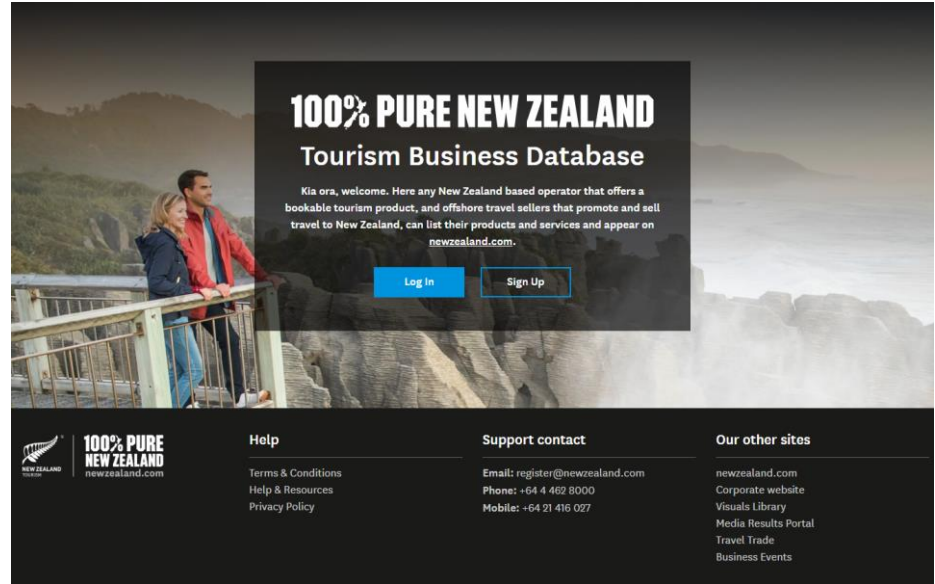 100% PURE NEW ZEALAND
Tourism Business Database
Kia ora, welcome. Here any New Zealand based operator that offers a
bookable tourism product, and offshore travel sellers that promote and sell
travel to New Zealand, can list their products and services and appear on
newzealand.com.
Log In
Sign Up
NEW ZEALAND
TOURISM
100% PURE
NEW ZEALAND
newzealand.com
Help
Terms & Conditions
Help & Resources
Privacy Policy
Support contact
Email: register@newzealand.com
Phone: +64 4 462 8000
Mobile: +64 21 416 027
Our other sites
newzealand.com
Corporate website
Visuals Library
Media Results Portal
Travel Trade
Business Events